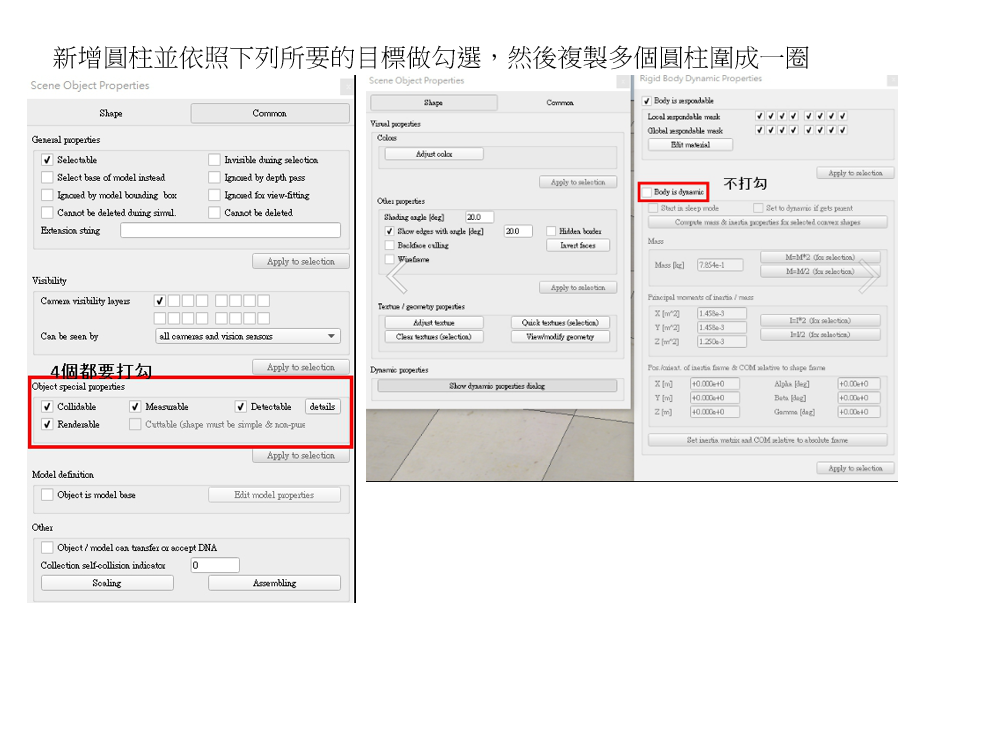 新增圓柱並依照下列所要的目標做勾選，然後複製多個圓柱圍成一圈
Scene Object Properties
Shape
Common
General properties
Selectable
Invisible during selection
Select base of model instead
Ignored by depth pass
Ignored by model bounding box
Ignored for view-fitting
Cannot be deleted during simul.
Cannot be deleted
Extension string
Apply to selection
Visibility
Camera visibility layers
Can be seen by
all cameras and vision sensors
Apply to selection
4個都要打勾
Object special properties
Collidable
Measurable
Detectable
details
Renderable
Cuttable (shape must be simple & non-pure
Apply to selection
Model definition
Object is model base
Edit model properties
Other
Object / model can transfer or accept DNA
Collection self-collision indicator
0
Scaling
Assembling
Scene Object Properties
Shape
Common
Visual properties
Colors
Adjust color
Apply to selection
Other properties
Shading angle [deg]
20.0
Show edges with angle [deg]
20.0
Hidden border
Backface culling
Invert faces
Wireframe
Apply to selection
Texture / geometry properties
Adjust texture
Quick textures (selection)
Clear textures (selection)
View/modify geometry
Dynamic properties
Show dynamic properties dialog
Rigid Body Dynamic Properties
Body is respondable
Local respondable mask
Global respondable mask
Edit material
Apply to selection
不打勾
Body is dynamic
Start in sleep mode
Set to dynamic if gets parent
Compute mass & inertia properties for selected convex shapes
Mass
Mass [kg]
7.854e-1
M=M*2 (for selection)
M=M/2 (for selection)
Principal moments of inertia / mass
X [m^2]
1.458e-3
Y [m^2]
1.458e-3
Z [m^2]
1.250e-3
I=I*2 (for selection)
I=I/2 (for selection)
Pos./orient. of inertia frame & COM relative to shape frame
X [m]
+0.000e+0
Alpha [deg]
+0.00e+0
Y [m]
+0.000e+0
Beta [deg]
+0.00e+0
Z [m]
+0.000e+0
Gamma [deg]
+0.00e+0
Set inertia matrix and COM relative to absolute frame
Apply to selection